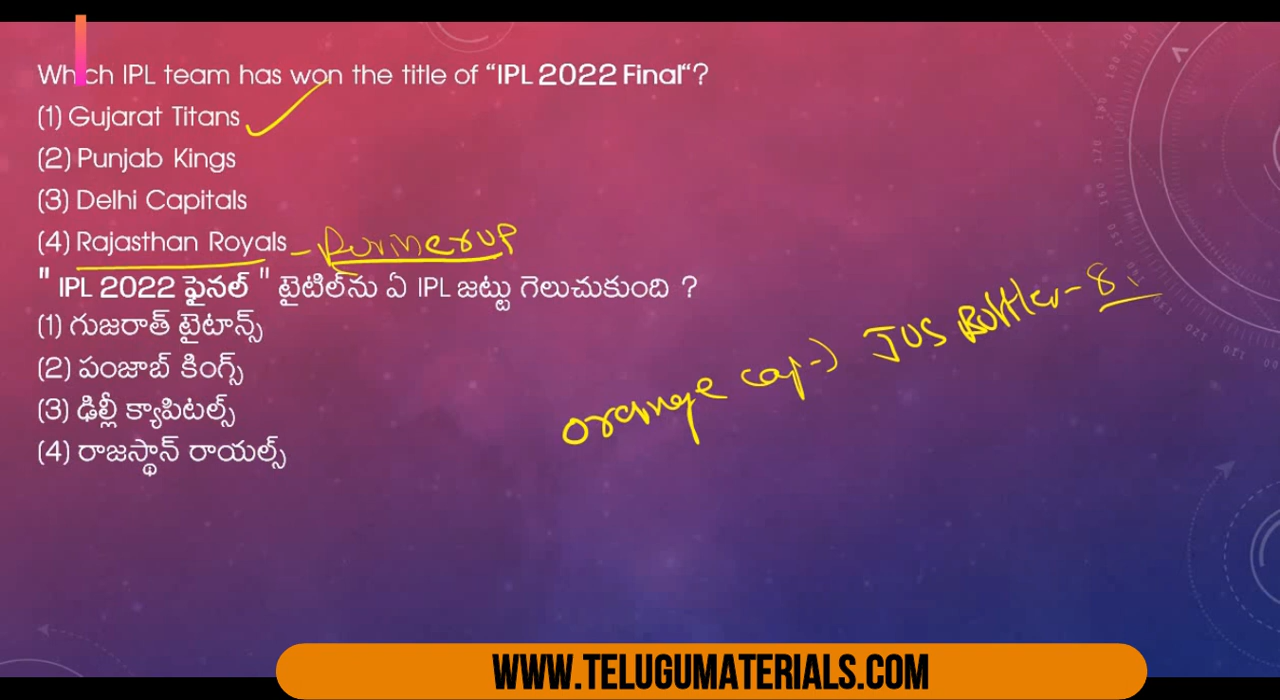 Which IPL team has won the title of “IPL 2022 Final“?
(1) Gujarat Titans
(2) Punjab Kings
(3) Delhi Capitals
(4) Rajasthan Royals - Runnerup
" IPL 2022 ఫైనల్ " టైటిల్‌ను ఏ IPL జట్టు గెలుచుకుంది ?
(1) గుజరాత్ టైటాన్స్
(2) పంజాబ్ కింగ్స్
(3) ఢిల్లీ క్యాపిటల్స్
(4) రాజస్థాన్ రాయల్స్
orange cap -> JOS Buttler - 8
WWW.TELUGUMATERIALS.COM